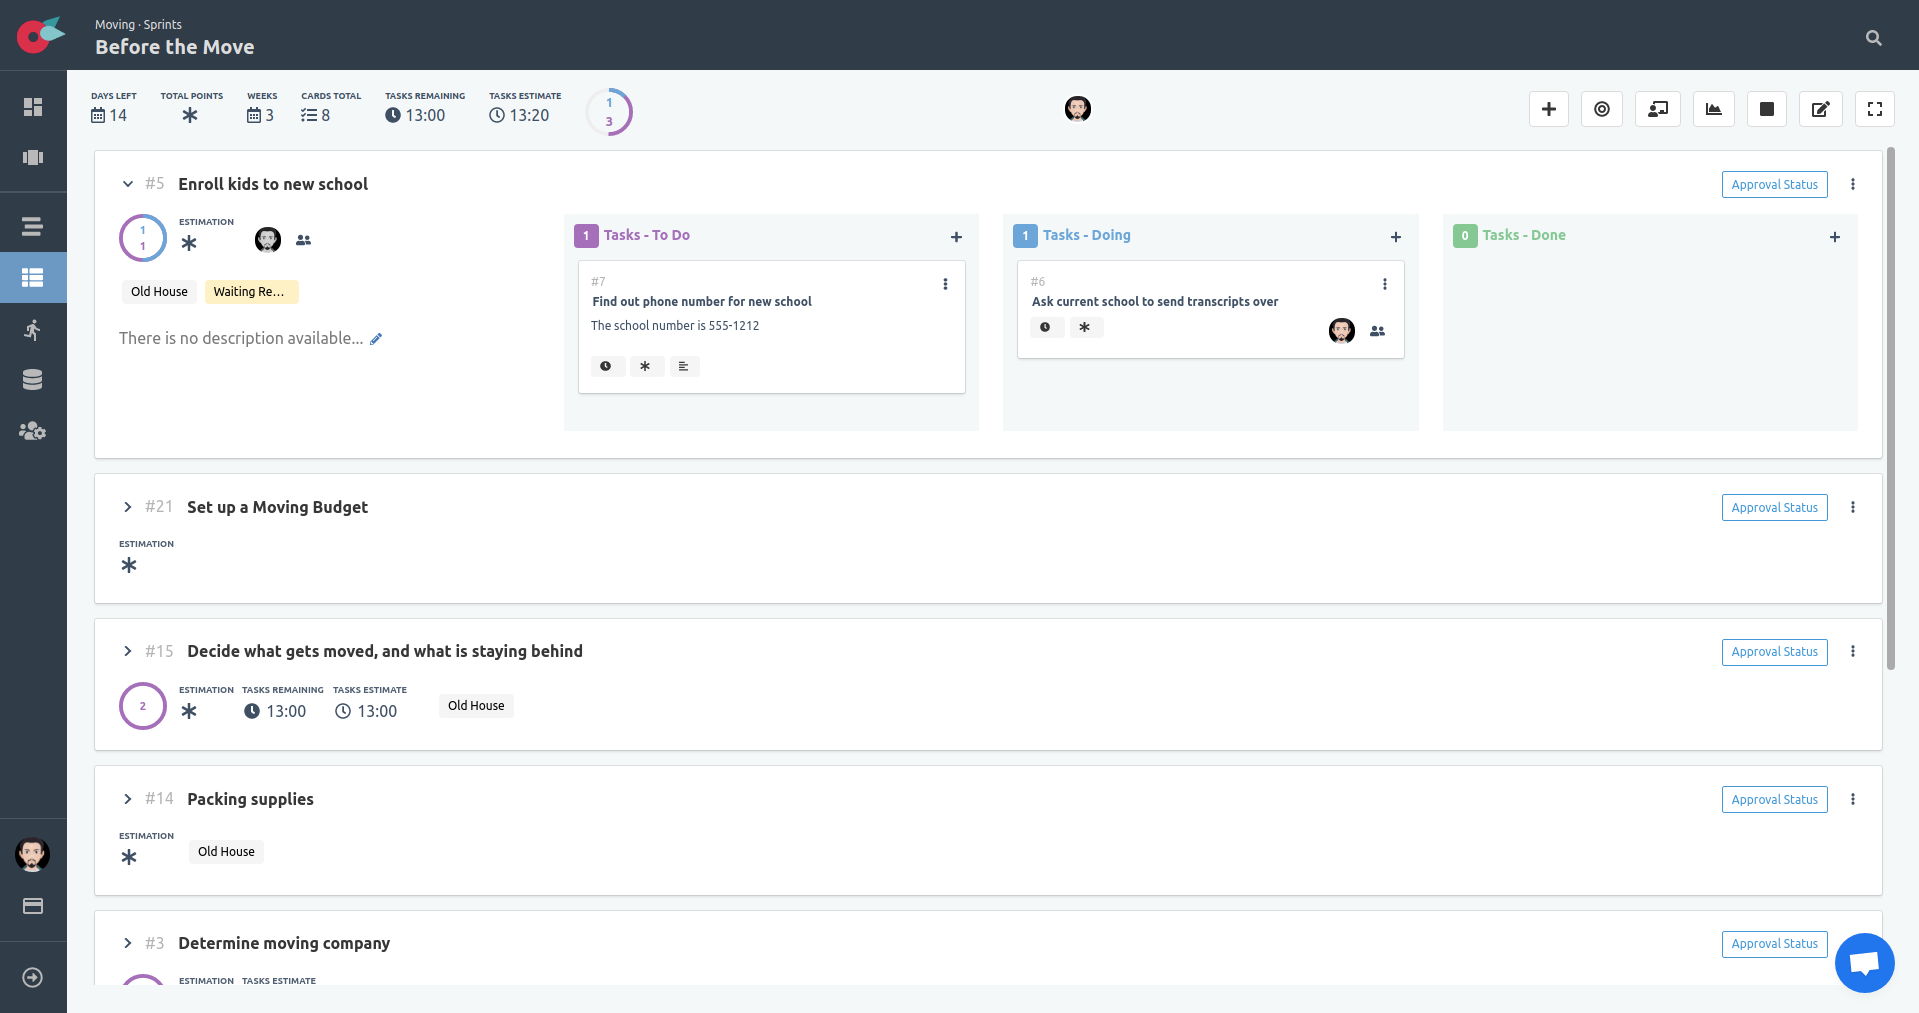 Moving · Sprints
Before the Move
DAYS LEFT
14
TOTAL POINTS
WEEKS
3
CARDS TOTAL
8
TASKS REMAINING
13:00
TASKS ESTIMATE
13:20
1
3
#5 Enroll kids to new school
Approval Status
1
1
ESTIMATION
Old House
Waiting Re...
There is no description available...
1 Tasks - To Do
#7
Find out phone number for new school
The school number is 555-1212
1 Tasks - Doing
#6
Ask current school to send transcripts over
0 Tasks - Done
#21 Set up a Moving Budget
Approval Status
ESTIMATION
#15 Decide what gets moved, and what is staying behind
Approval Status
2
ESTIMATION
TASKS REMAINING
13:00
TASKS ESTIMATE
13:00
Old House
#14 Packing supplies
Approval Status
ESTIMATION
Old House
#3 Determine moving company
Approval Status
ESTIMATION
TASKS ESTIMATE